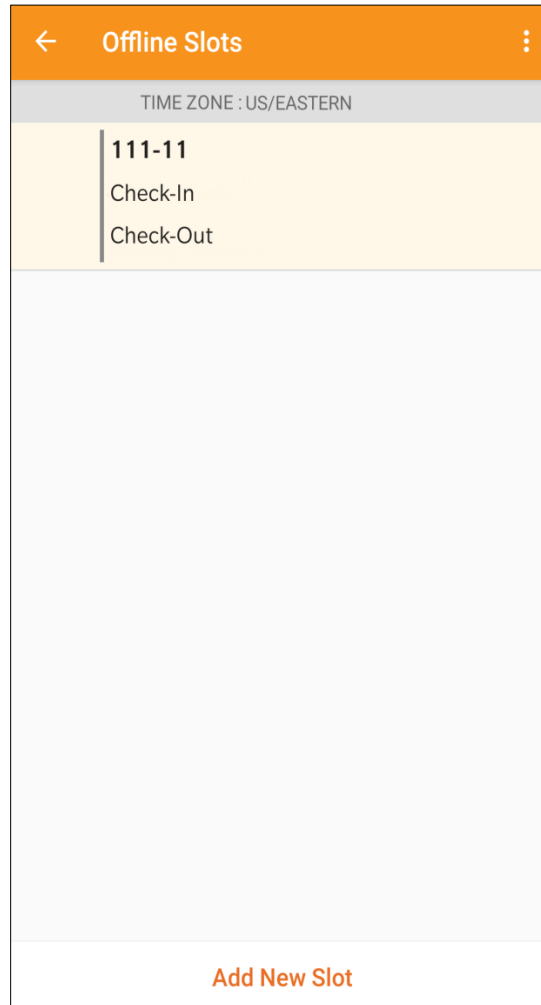 Offline Slots
TIME ZONE : US/EASTERN
111-11
Check-In
Check-Out
Add New Slot